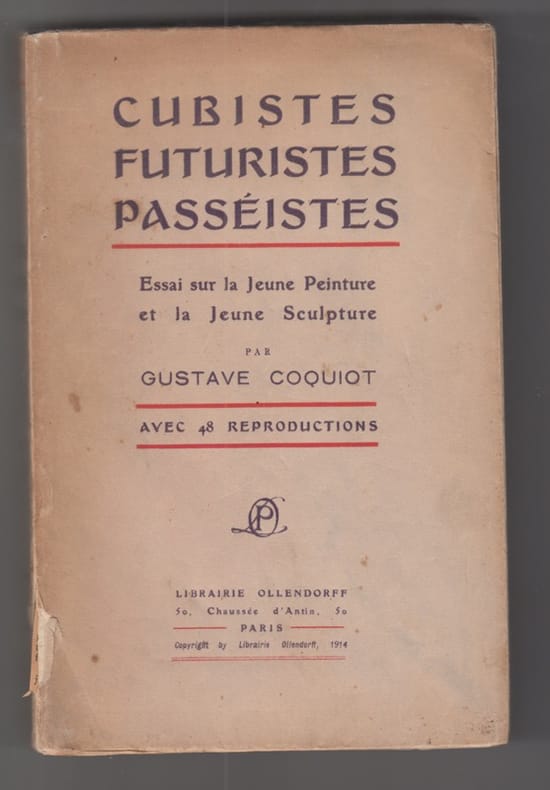 CUBISTES
FUTURISTES
PASSÉISTES
Essai sur la Jeune Peinture
et la Jeune Sculpture
PAR
GUSTAVE COQUIOT
AVEC 48 REPRODUCTIONS
LIBRAIRIE OLLENDORFF
50, Chaussée d'Antin, 50
PARIS
Copyright by Librairie Ollendorff, 1914